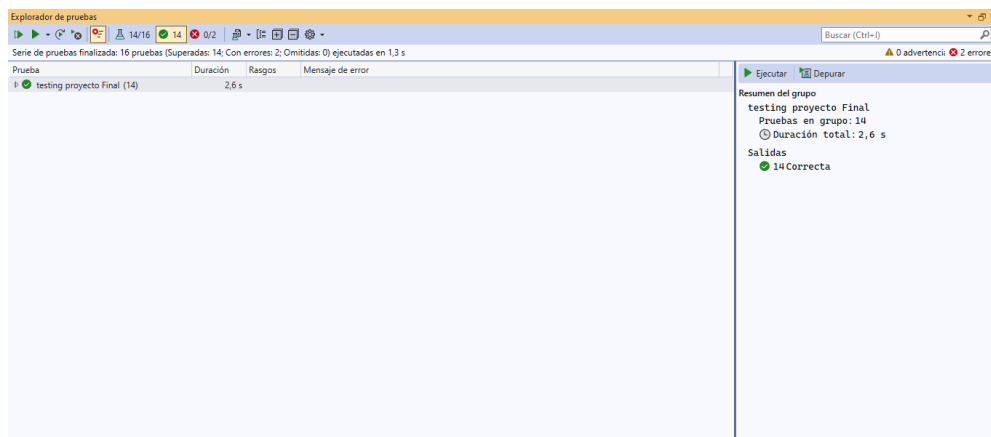 Explorador de pruebas
14/16 14 0/2 Buscar (Ctrl+I)
Serie de pruebas finalizada: 16 pruebas (Superadas: 14; Con errores: 2; Omitidas: 0) ejecutadas en 1,3 s 0 advertenci 2 errore
Prueba Duración Rasgos Mensaje de error
testing proyecto Final (14) 2,6 s
Ejecutar Depurar
Resumen del grupo
testing proyecto Final
Pruebas en grupo: 14
Duración total: 2,6 s
Salidas
14 Correcta